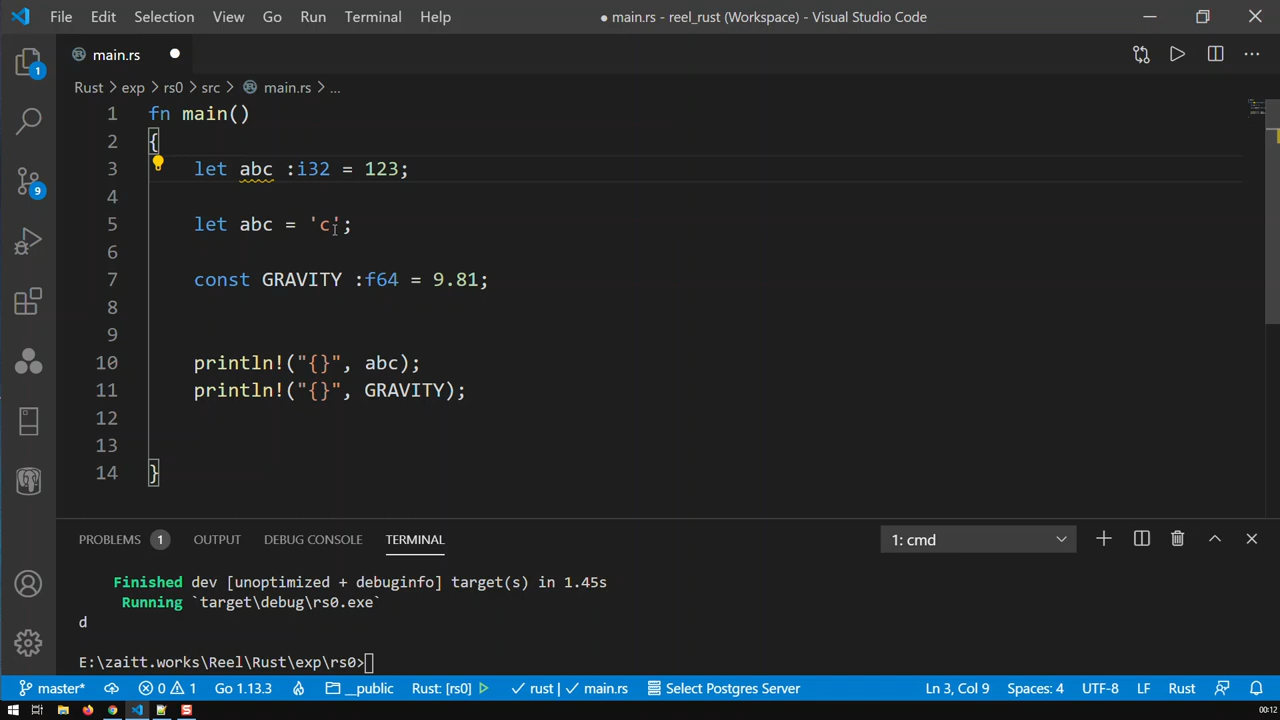 File Edit Selection View Go Run Terminal Help ● main.rs - reel_rust (Workspace) - Visual Studio Code
main.rs
1
Rust > exp > rs0 > src > main.rs > ...
1 fn main()
2 {
3 let abc :i32 = 123;
4
5 let abc = 'c';
6
7 const GRAVITY :f64 = 9.81;
8
9
10 println!("{}", abc);
11 println!("{}", GRAVITY);
12
13
14 }
9
PROBLEMS 1 OUTPUT DEBUG CONSOLE TERMINAL 1: cmd
Finished dev [unoptimized + debuginfo] target(s) in 1.45s
Running `target\debug\rs0.exe`
d
E:\zaitt.works\Reel\Rust\exp\rs0>
master* 0 1 Go 1.13.3 __public Rust: [rs0] rust | main.rs Select Postgres Server Ln 3, Col 9 Spaces: 4 UTF-8 LF Rust
00:12